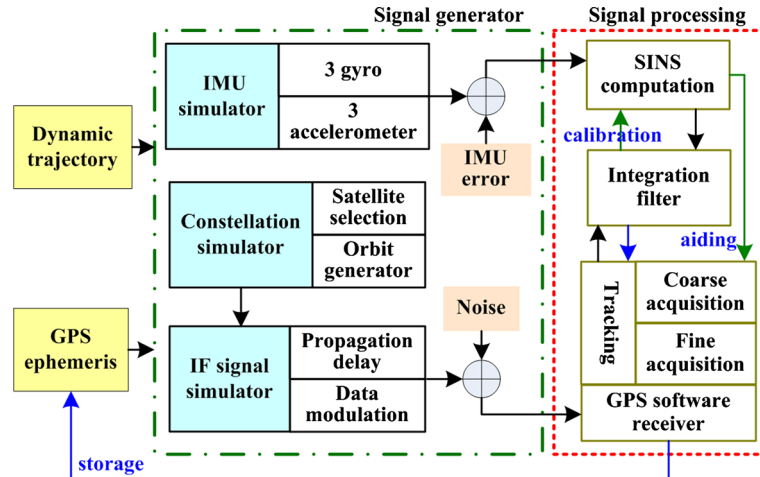 Signal generator
Signal processing
IMU
simulator
3 gyro
3
accelerometer
SINS
computation
Dynamic
trajectory
calibration
IMU
error
Integration
filter
Constellation
simulator
Satellite
selection
Orbit
generator
aiding
Tracking
Coarse
acquisition
Fine
acquisition
GPS
ephemeris
Noise
IF signal
simulator
Propagation
delay
Data
modulation
GPS software
receiver
storage